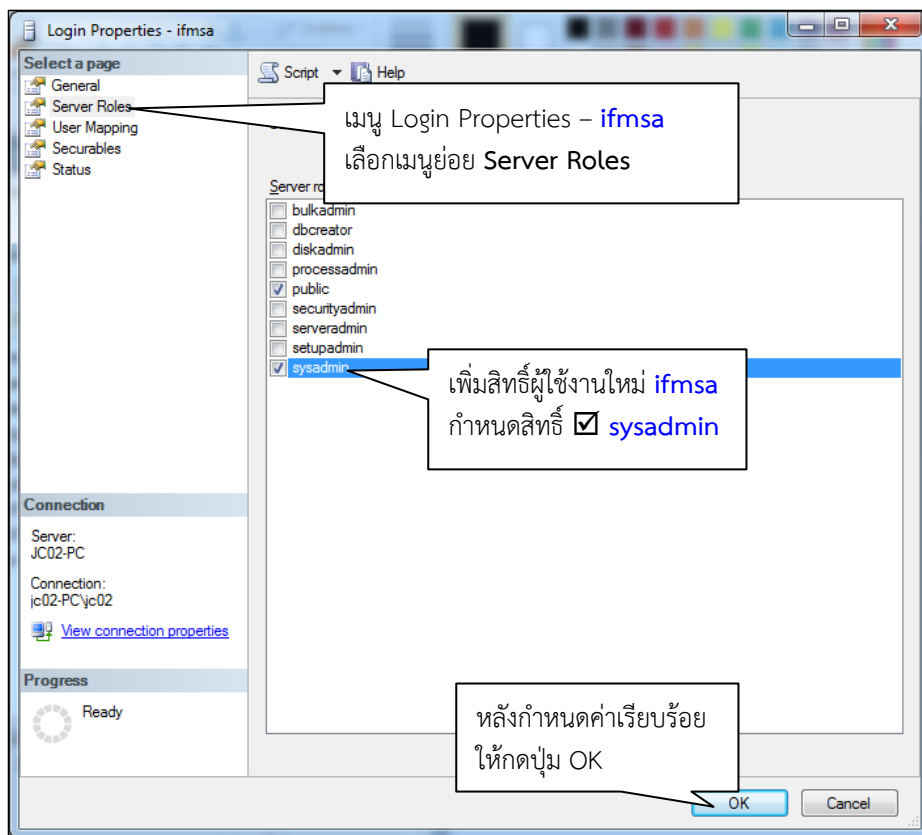 Login Properties - ifmsa
Select a page
General
Server Roles
User Mapping
Securables
Status
Script
Help
เมนู Login Properties – ifmsa
เลือกเมนูย่อย Server Roles
Server ro
bulkadmin
dbcreator
diskadmin
processadmin
public
securityadmin
serveradmin
setupadmin
sysadmin
เพิ่มสิทธิ์ผู้ใช้งานใหม่ ifmsa
กำหนดสิทธิ์ ☑ sysadmin
Connection
Server:
JC02-PC
Connection:
jc02-PC\jc02
View connection properties
Progress
Ready
หลังกำหนดค่าเรียบร้อย
ให้กดปุ่ม OK
OK
Cancel